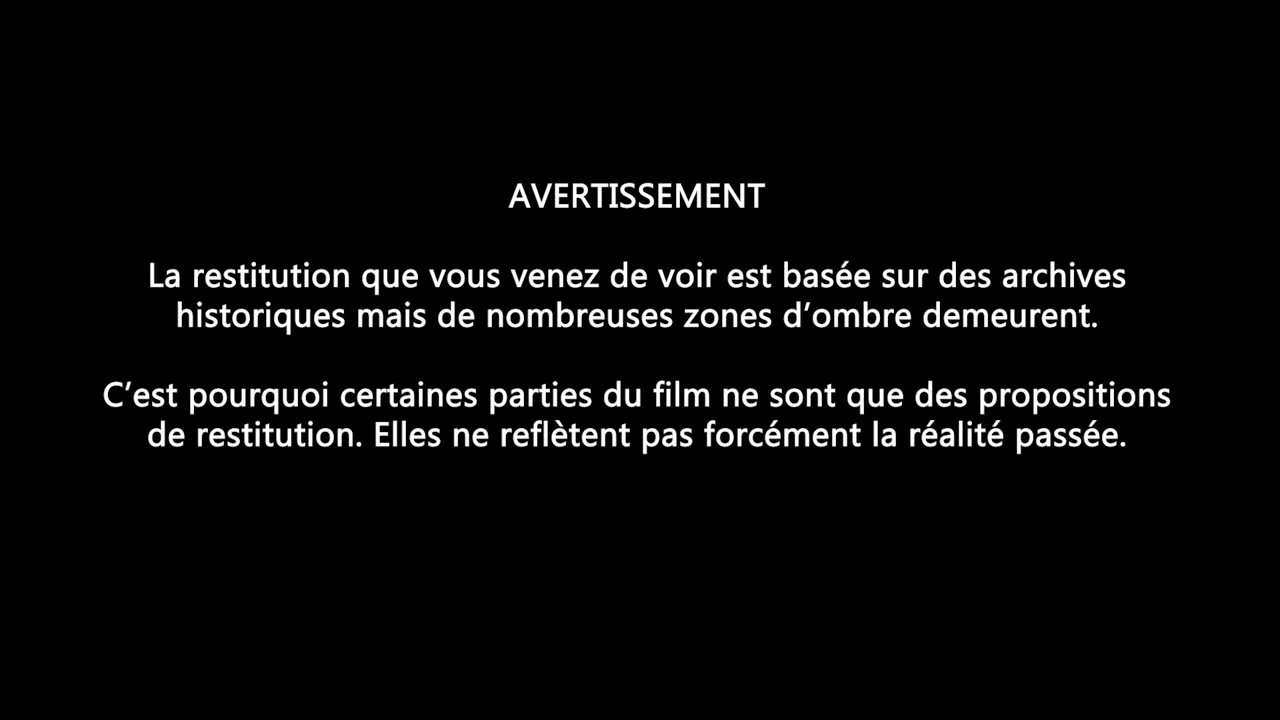 AVERTISSEMENT
La restitution que vous venez de voir est basée sur des archives
historiques mais de nombreuses zones d’ombre demeurent.
C’est pourquoi certaines parties du film ne sont que des propositions
de restitution. Elles ne reflètent pas forcément la réalité passée.